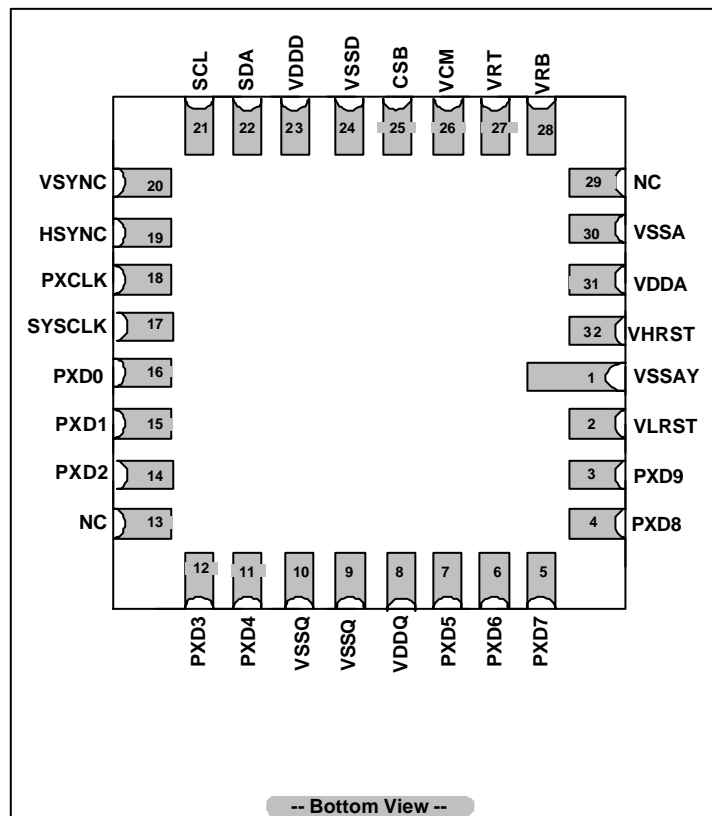 SCL SDA VDDD VSSD CSB VCM VRT VRB
21 22 23 24 25 26 27 28
VSYNC 20 29 NC
HSYNC 19 30 VSSA
PXCLK 18 31 VDDA
SYSCLK 17 32 VHRST
PXD0 16 1 VSSAY
PXD1 15 2 VLRST
PXD2 14 3 PXD9
NC 13 4 PXD8
12 11 10 9 8 7 6 5
PXD3 PXD4 VSSQ VSSQ VDDQ PXD5 PXD6 PXD7
-- Bottom View --